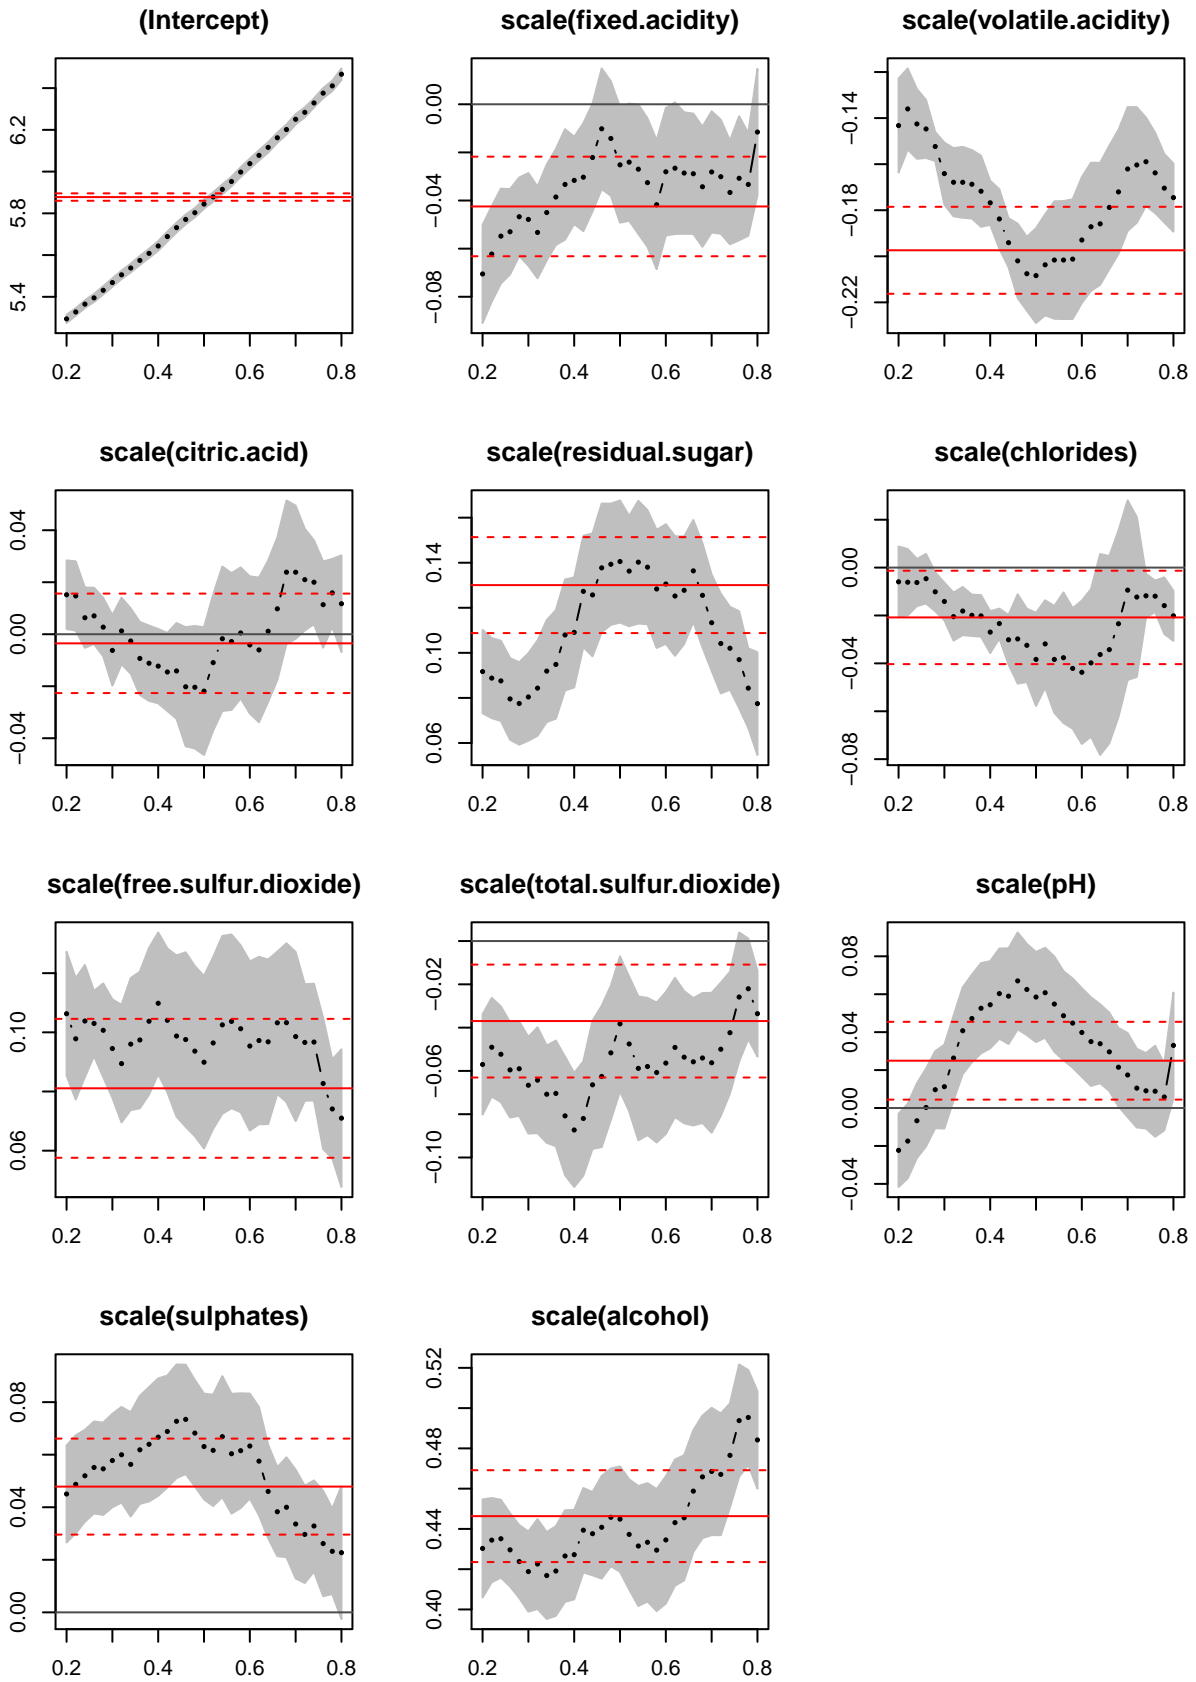 (Intercept)
scale(fixed.acidity)
scale(volatile.acidity)
5.4 5.8 6.2
0.2 0.4 0.6 0.8
−0.08 −0.04 0.00
0.2 0.4 0.6 0.8
−0.22 −0.18 −0.14
0.2 0.4 0.6 0.8
scale(citric.acid)
scale(residual.sugar)
scale(chlorides)
−0.04 0.00 0.04
0.2 0.4 0.6 0.8
0.06 0.10 0.14
0.2 0.4 0.6 0.8
−0.08 −0.04 0.00
0.2 0.4 0.6 0.8
scale(free.sulfur.dioxide)
scale(total.sulfur.dioxide)
scale(pH)
0.06 0.10
0.2 0.4 0.6 0.8
−0.10 −0.06 −0.02
0.2 0.4 0.6 0.8
−0.04 0.00 0.04 0.08
0.2 0.4 0.6 0.8
scale(sulphates)
scale(alcohol)
0.00 0.04 0.08
0.2 0.4 0.6 0.8
0.40 0.44 0.48 0.52
0.2 0.4 0.6 0.8